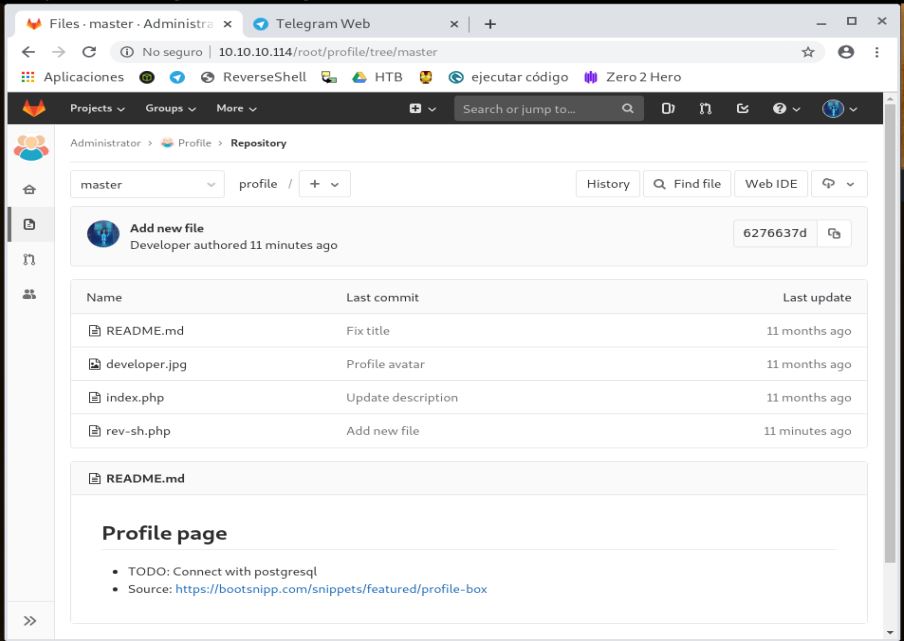 Files · master · Administra
Telegram Web
No seguro | 10.10.10.114/root/profile/tree/master
Aplicaciones ReverseShell HTB ejecutar código Zero 2 Hero
Projects Groups More Search or jump to...
Administrator > Profile > Repository
master profile / + History Find file Web IDE
Add new file
Developer authored 11 minutes ago
6276637d
Name Last commit Last update
README.md Fix title 11 months ago
developer.jpg Profile avatar 11 months ago
index.php Update description 11 months ago
rev-sh.php Add new file 11 minutes ago
README.md
Profile page
• TODO: Connect with postgresql
• Source: https://bootsnipp.com/snippets/featured/profile-box